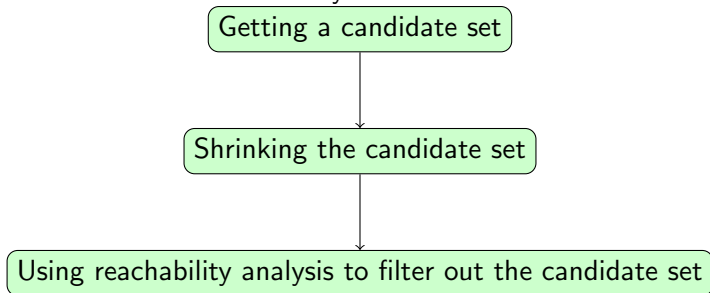 Getting a candidate set
Shrinking the candidate set
Using reachability analysis to filter out the candidate set